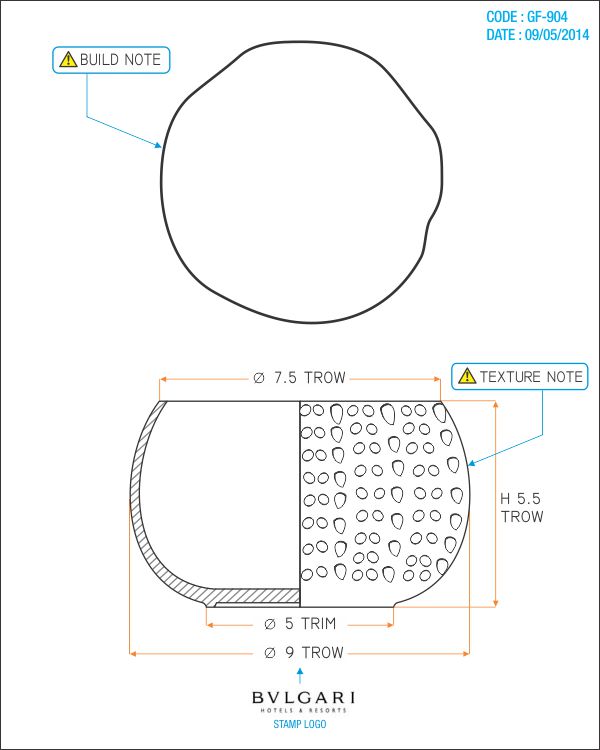 CODE : GF-904
DATE : 09/05/2014
BUILD NOTE
Ø 7.5 TROW
TEXTURE NOTE
H 5.5
TROW
Ø 5 TRIM
Ø 9 TROW
BVLGARI
HOTELS & RESORTS
STAMP LOGO